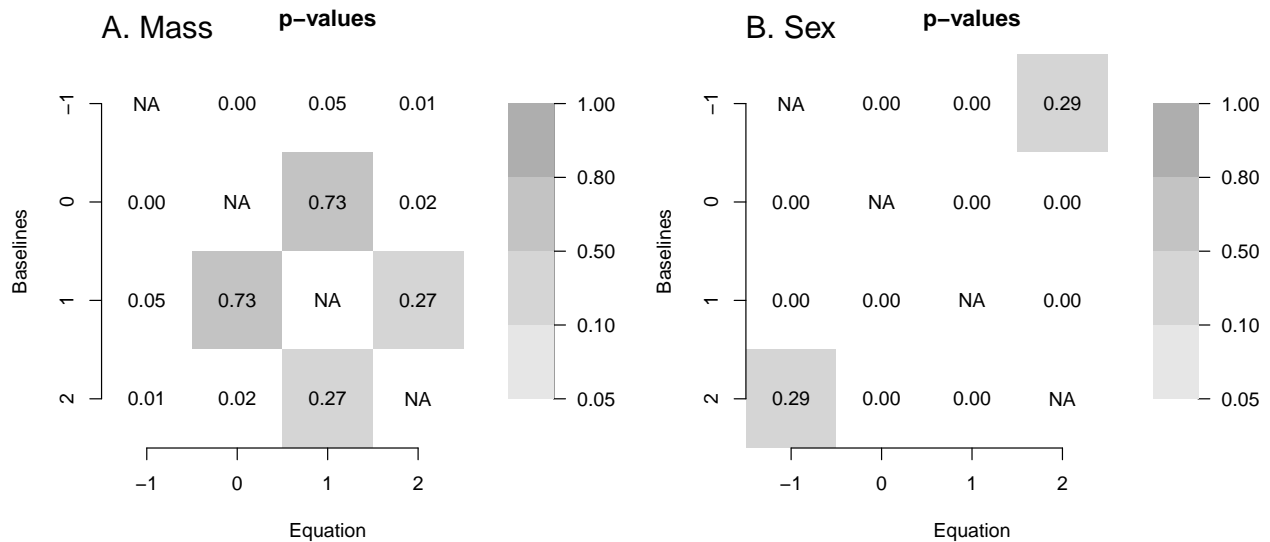 A. Mass
p−values
−1 NA 0.00 0.05 0.01
0 0.00 NA 0.73 0.02
1 0.05 0.73 NA 0.27
2 0.01 0.02 0.27 NA
Baselines
−1 0 1 2
Equation
1.00
0.80
0.50
0.10
0.05
B. Sex
p−values
−1 NA 0.00 0.00 0.29
0 0.00 NA 0.00 0.00
1 0.00 0.00 NA 0.00
2 0.29 0.00 0.00 NA
Baselines
−1 0 1 2
Equation
1.00
0.80
0.50
0.10
0.05